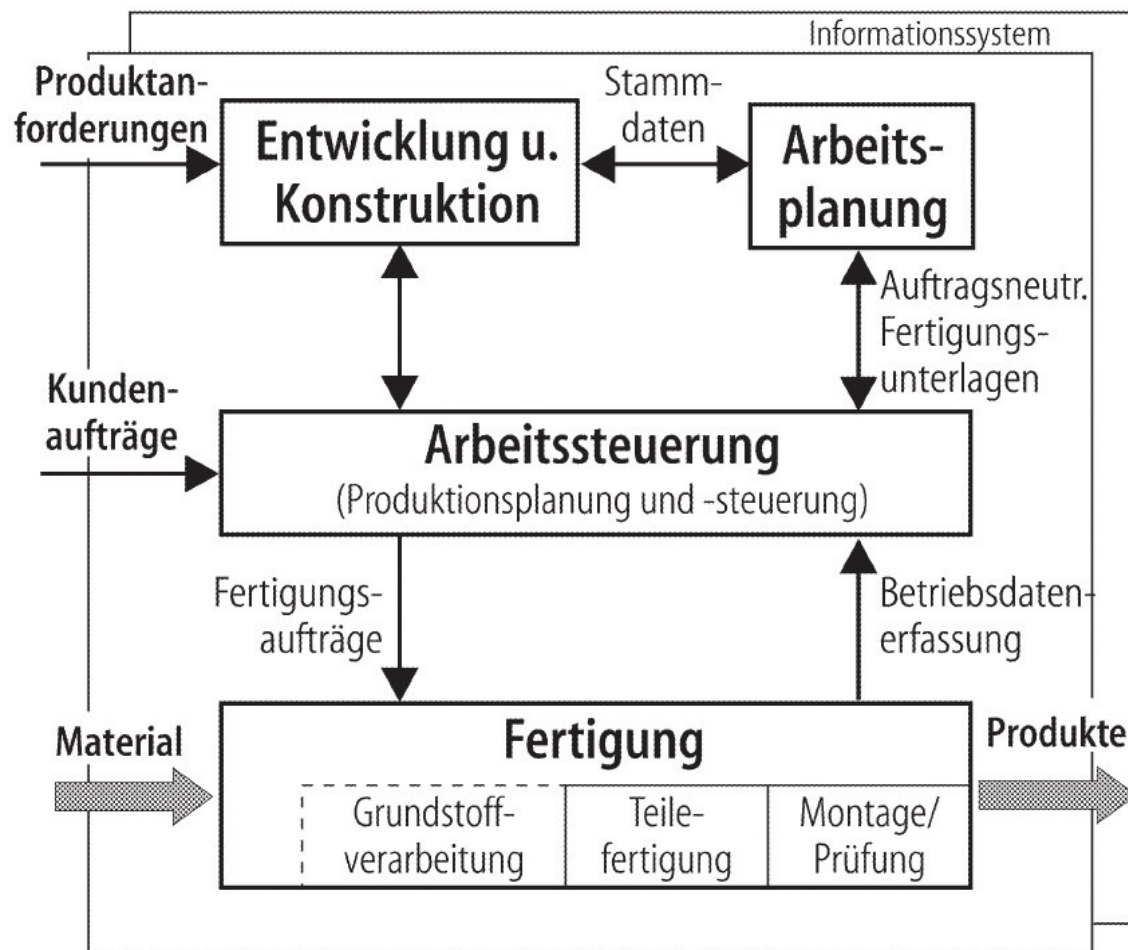 Informationssystem
Produktan-
forderungen
Entwicklung u.
Konstruktion
Stamm-
daten
Arbeits-
planung
Auftragsneutr.
Fertigungs-
unterlagen
Kunden-
aufträge
Arbeitssteuerung
(Produktionsplanung und -steuerung)
Fertigungs-
aufträge
Betriebsdaten-
erfassung
Material
Fertigung
Produkte
Grundstoff-
verarbeitung
Teile-
fertigung
Montage/
Prüfung